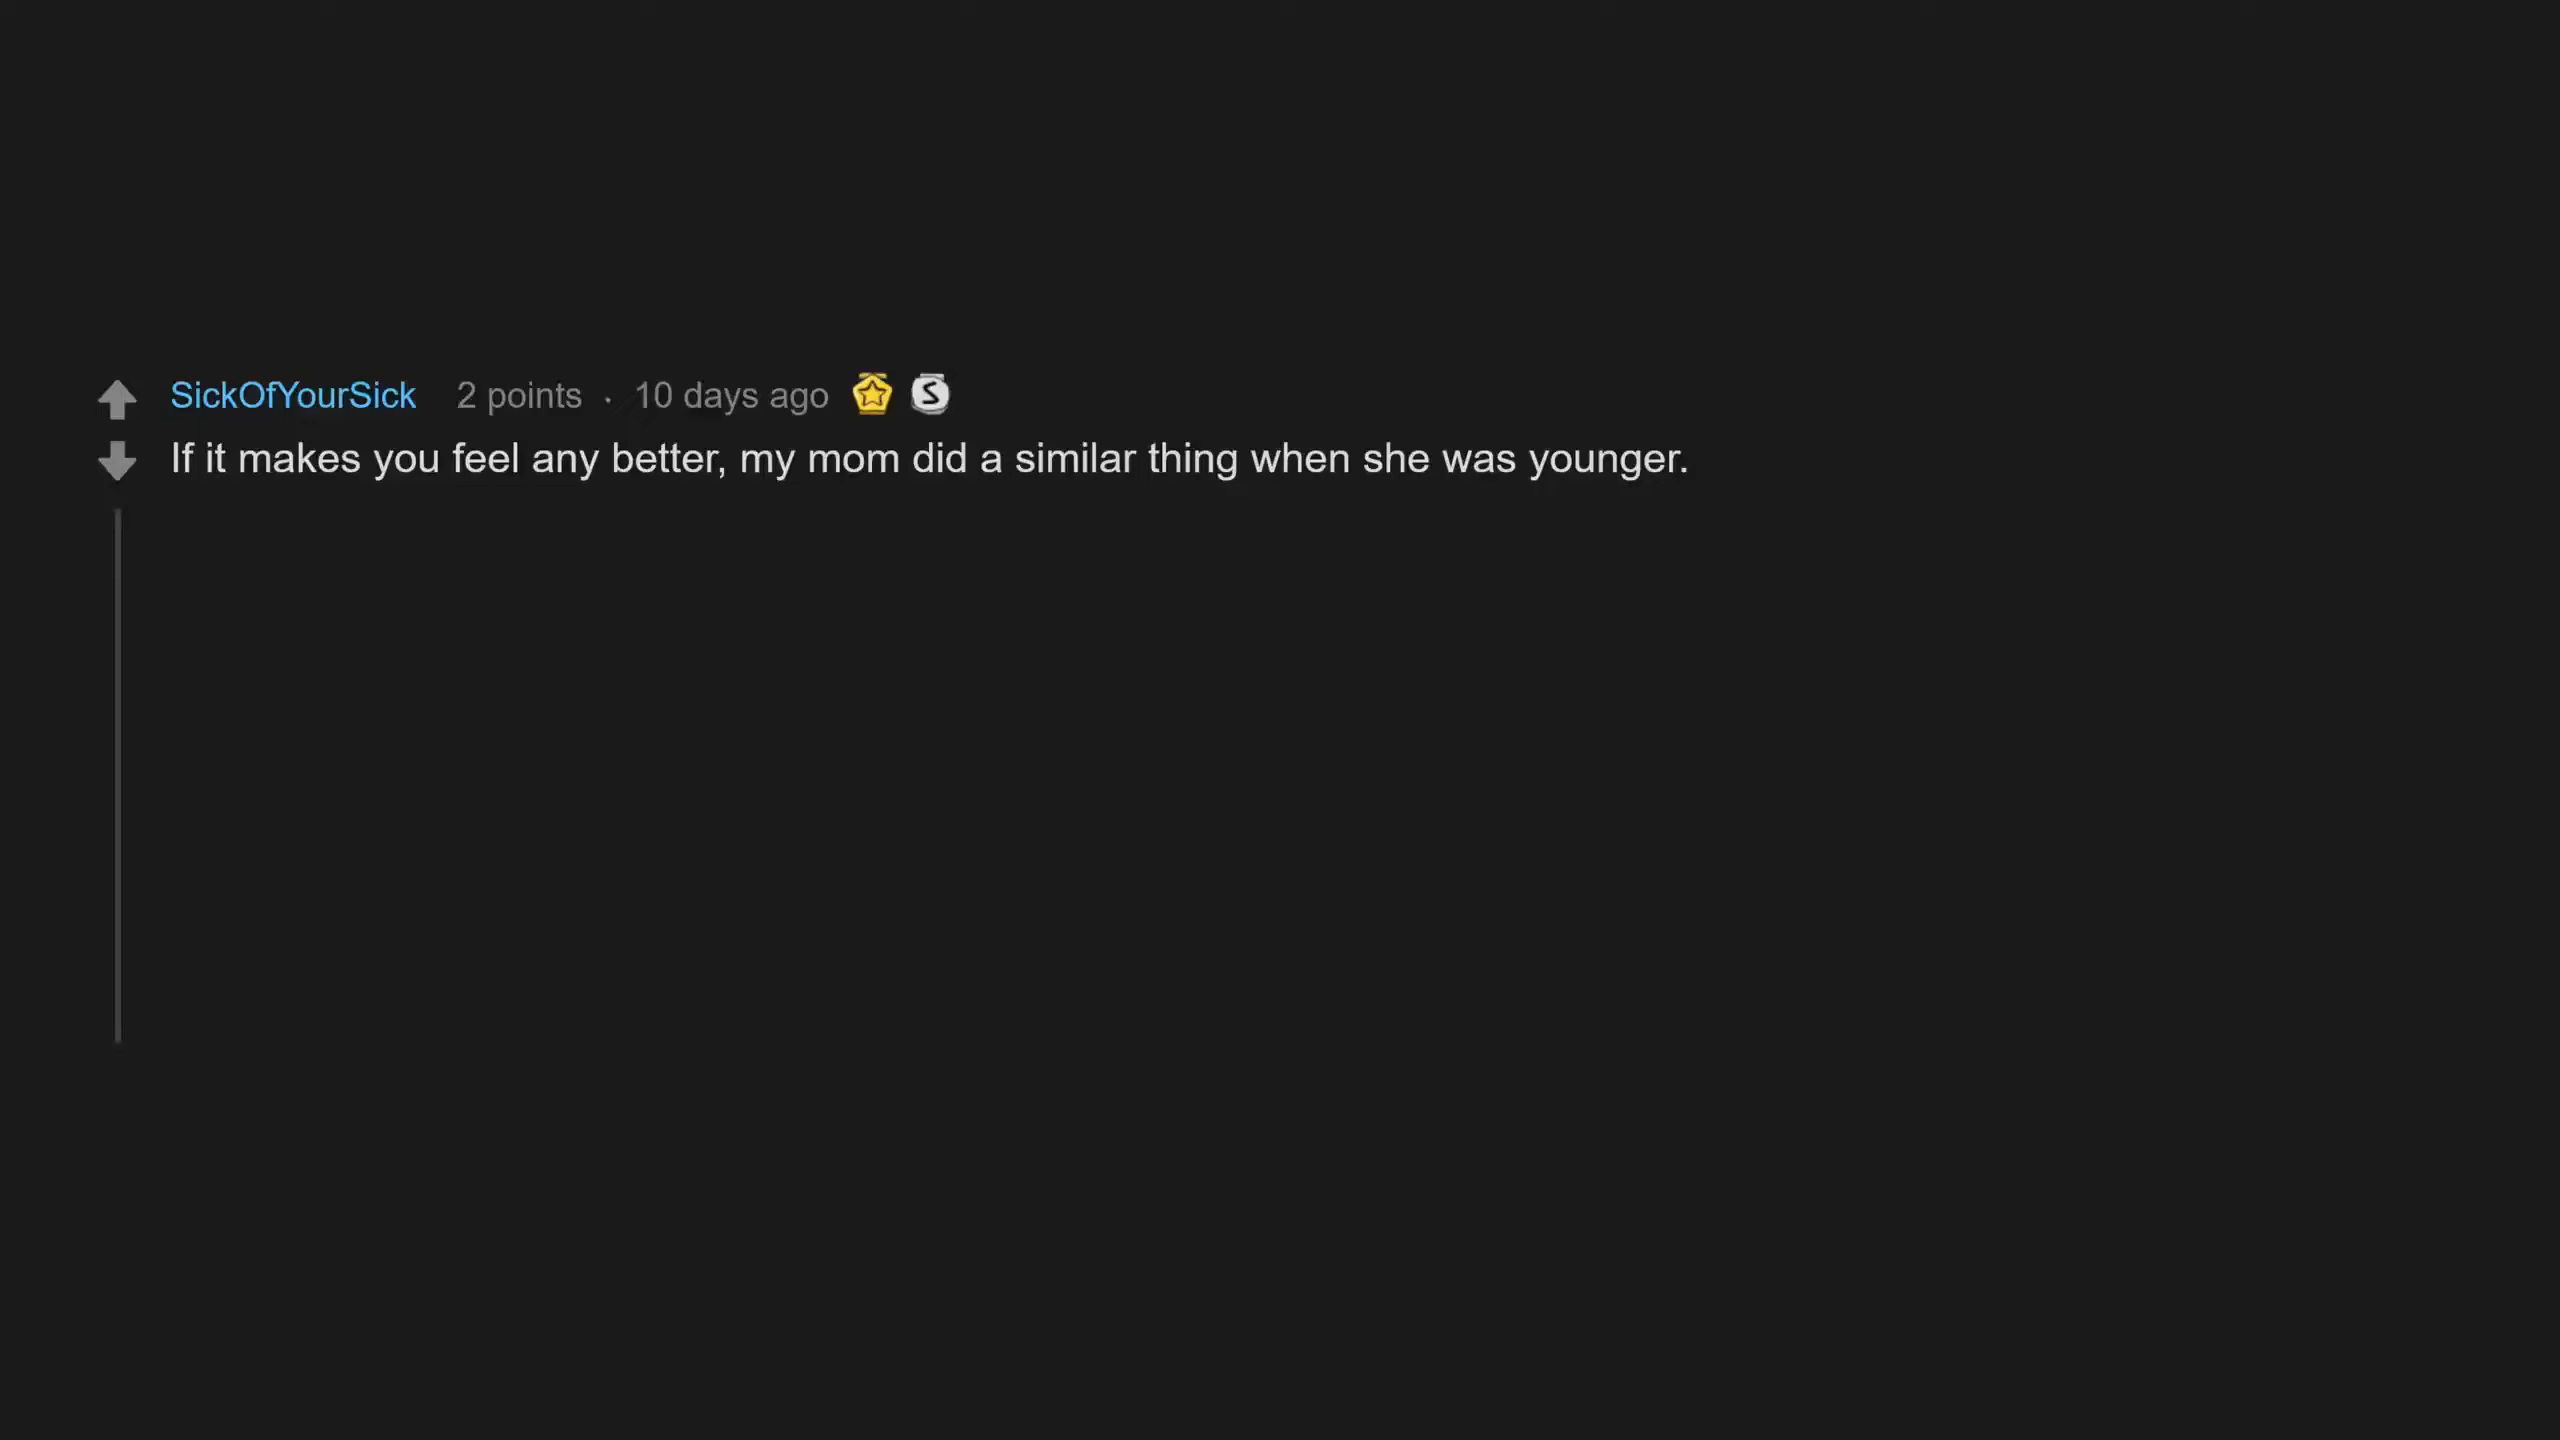 SickOfYourSick 2 points · 10 days ago S
If it makes you feel any better, my mom did a similar thing when she was younger.